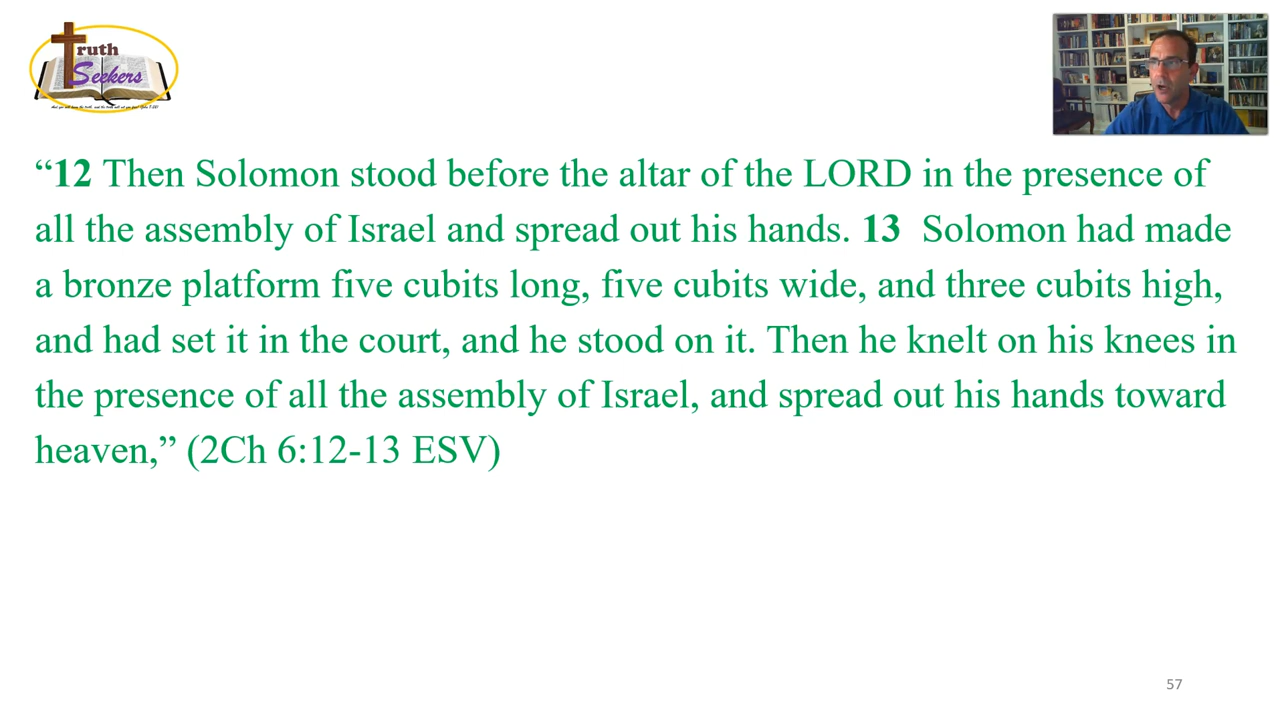 Truth
Seekers
“12 Then Solomon stood before the altar of the LORD in the presence of
all the assembly of Israel and spread out his hands. 13  Solomon had made
a bronze platform five cubits long, five cubits wide, and three cubits high,
and had set it in the court, and he stood on it. Then he knelt on his knees in
the presence of all the assembly of Israel, and spread out his hands toward
heaven,” (2Ch 6:12-13 ESV)
57